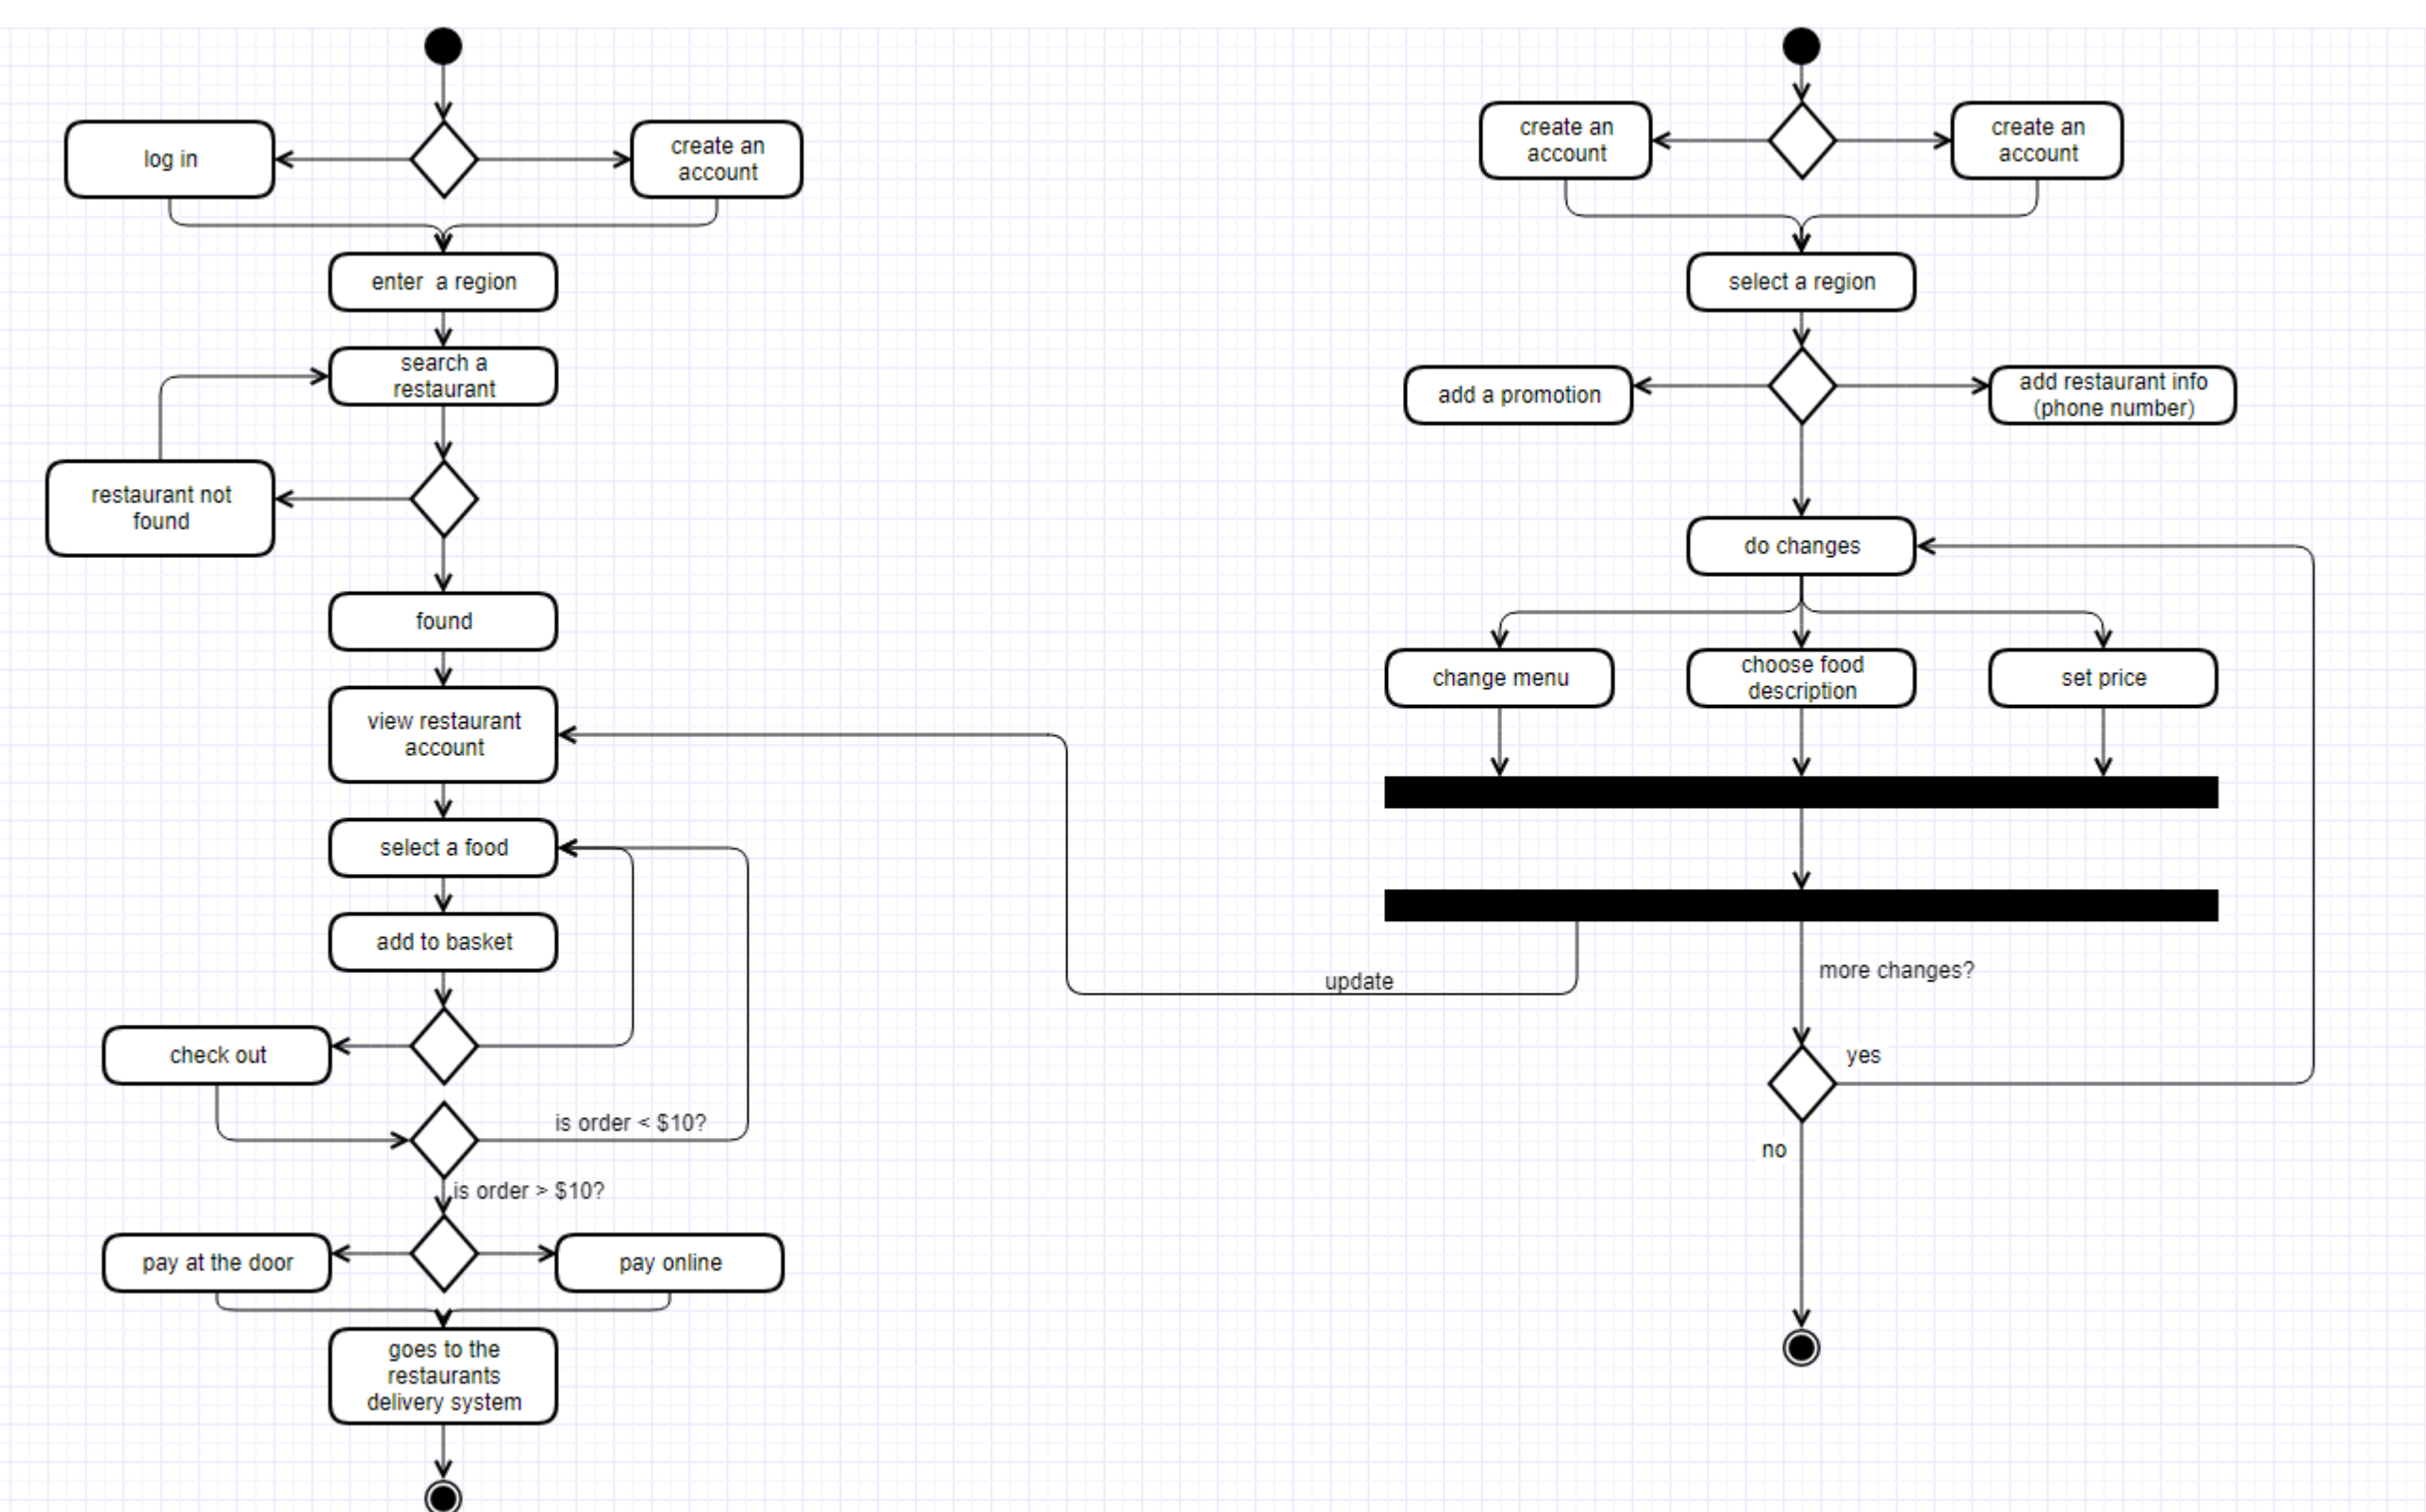 log in
create an
account
enter  a region
search a
restaurant
restaurant not
found
found
view restaurant
account
select a food
add to basket
check out
is order < $10?
is order > $10?
pay at the door
pay online
goes to the
restaurants
delivery system
update
create an
account
create an
account
select a region
add a promotion
add restaurant info
(phone number)
do changes
change menu
choose food
description
set price
more changes?
yes
no